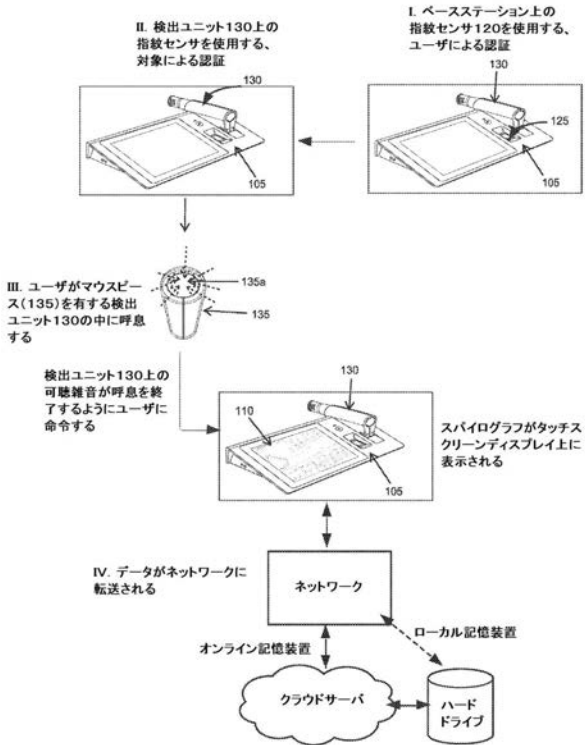 I. ベースステーション上の
指紋センサ120を使用する、
ユーザによる認証
130
125
105
II. 検出ユニット130上の
指紋センサを使用する、
対象による認証
130
105
III. ユーザがマウスピー
ス(135)を有する検出
ユニット130の中に呼息
する
135a
135
検出ユニット130上の
可聴雑音が呼息を終
了するようにユーザに
命令する
130
110
105
スパイログラフがタッチス
クリーンディスプレイ上に
表示される
IV. データがネットワークに
転送される
ネットワーク
オンライン記憶装置
ローカル記憶装置
クラウドサーバ
ハード
ドライブ